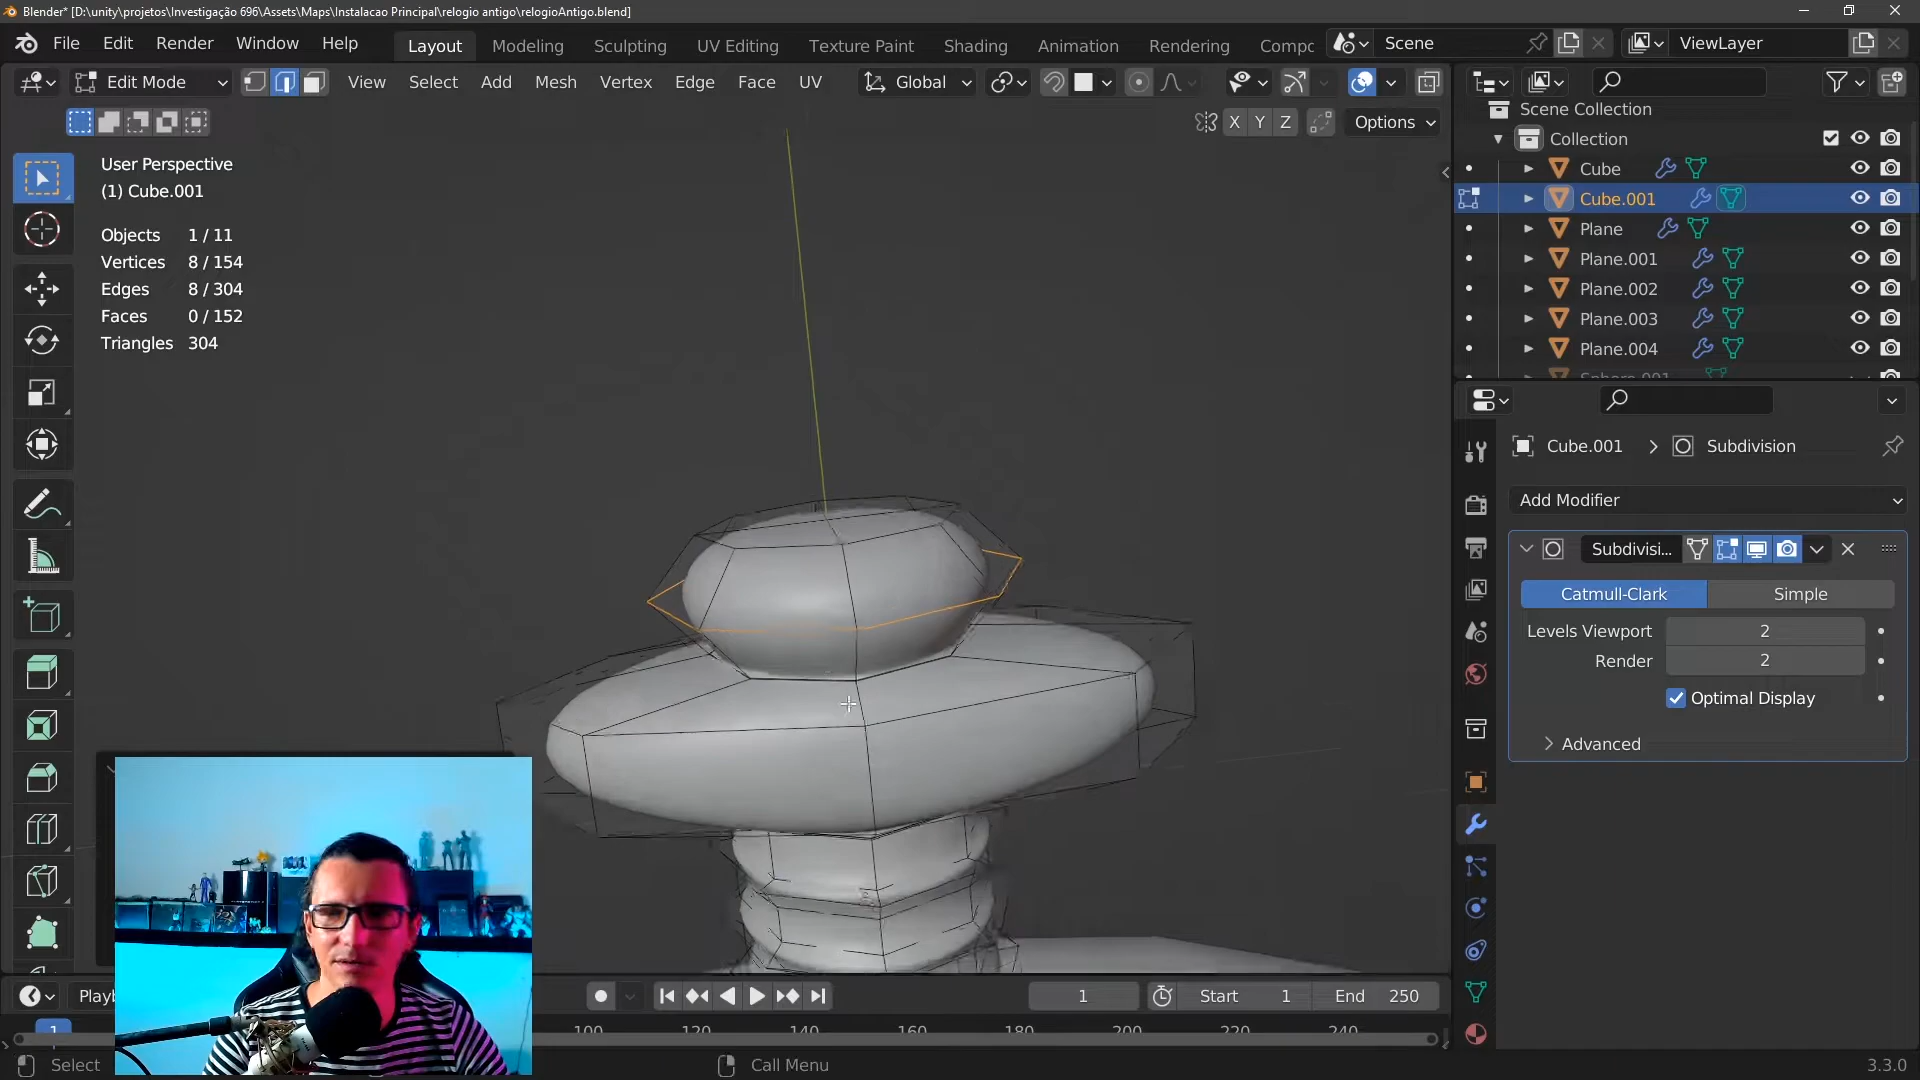 Blender* [D:\unity\projetos\Investigação 696\Assets\Maps\Instalacao Principal\relogio antigo\relogioAntigo.blend]
File Edit Render Window Help Layout Modeling Sculpting UV Editing Texture Paint Shading Animation Rendering Compc Scene ViewLayer
Edit Mode View Select Add Mesh Vertex Edge Face UV Global
X Y Z Options
User Perspective
(1) Cube.001
Objects 1 / 11
Vertices 8 / 154
Edges 8 / 304
Faces 0 / 152
Triangles 304
Scene Collection
Collection
Cube
Cube.001
Plane
Plane.001
Plane.002
Plane.003
Plane.004
Sphere.001
Cube.001 > Subdivision
Add Modifier
Subdivisi...
Catmull-Clark Simple
Levels Viewport 2
Render 2
Optimal Display
Advanced
Playb 1 Start 1 End 250
1 100 120 140 160 180 200 220 240
Select Call Menu 3.3.0